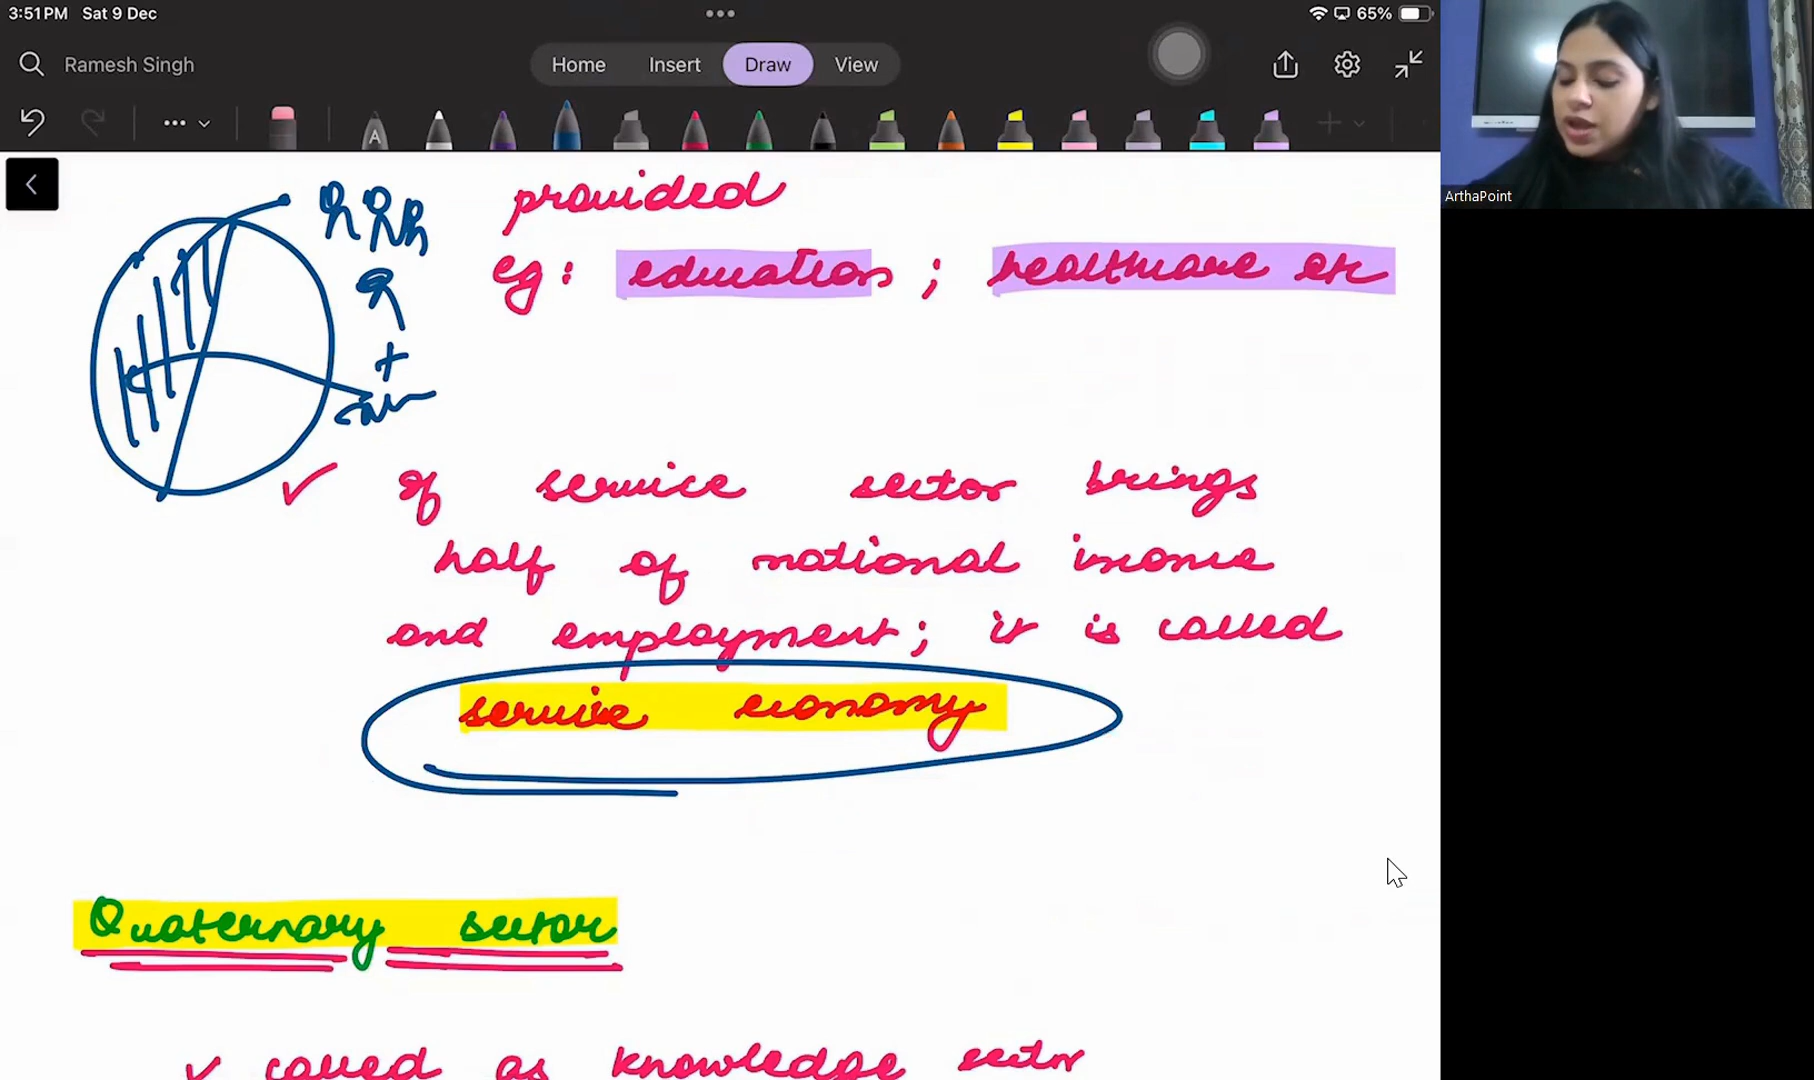 3:51 PM Sat 9 Dec
65%
Ramesh Singh
Home Insert Draw View
A
ArthaPoint
provided
eg: education ; healthcare etc
✓ of service sector brings
half of national income
and employment; it is called
service economy
Quaternary sector
✓ called as knowledge sector